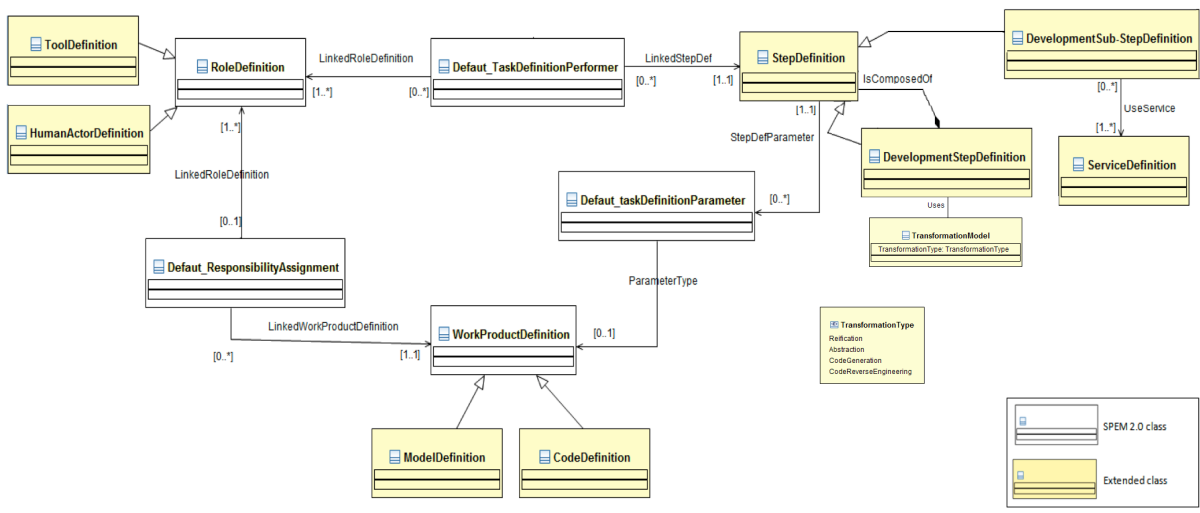 ToolDefinition
RoleDefinition
HumanActorDefinition
LinkedRoleDefinition
[1..*]
[0..*]
Defaut_TaskDefinitionPerformer
LinkedStepDef
[0..*]
[1..1]
StepDefinition
DevelopmentSub-StepDefinition
IsComposedOf
[0..*]
UseService
[1..*]
ServiceDefinition
[1..1]
StepDefParameter
[0..*]
DevelopmentStepDefinition
Uses
TransformationModel
TransformationType: TransformationType
[1..*]
LinkedRoleDefinition
[0..1]
Defaut_taskDefinitionParameter
Defaut_ResponsibilityAssignment
ParameterType
[0..1]
LinkedWorkProductDefinition
[0..*]
[1..1]
WorkProductDefinition
TransformationType
Reification
Abstraction
CodeGeneration
CodeReverseEngineering
ModelDefinition
CodeDefinition
SPEM 2.0 class
Extended class